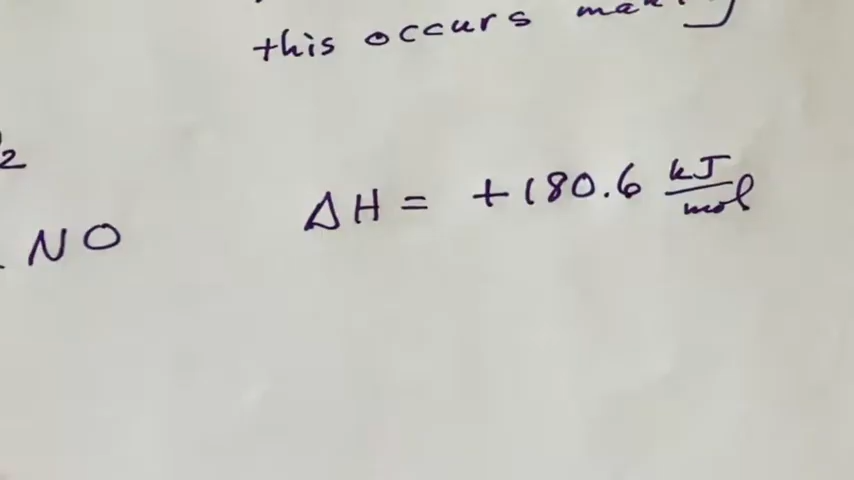 this occurs
2
NO ΔH = +180.6 kJ/mol